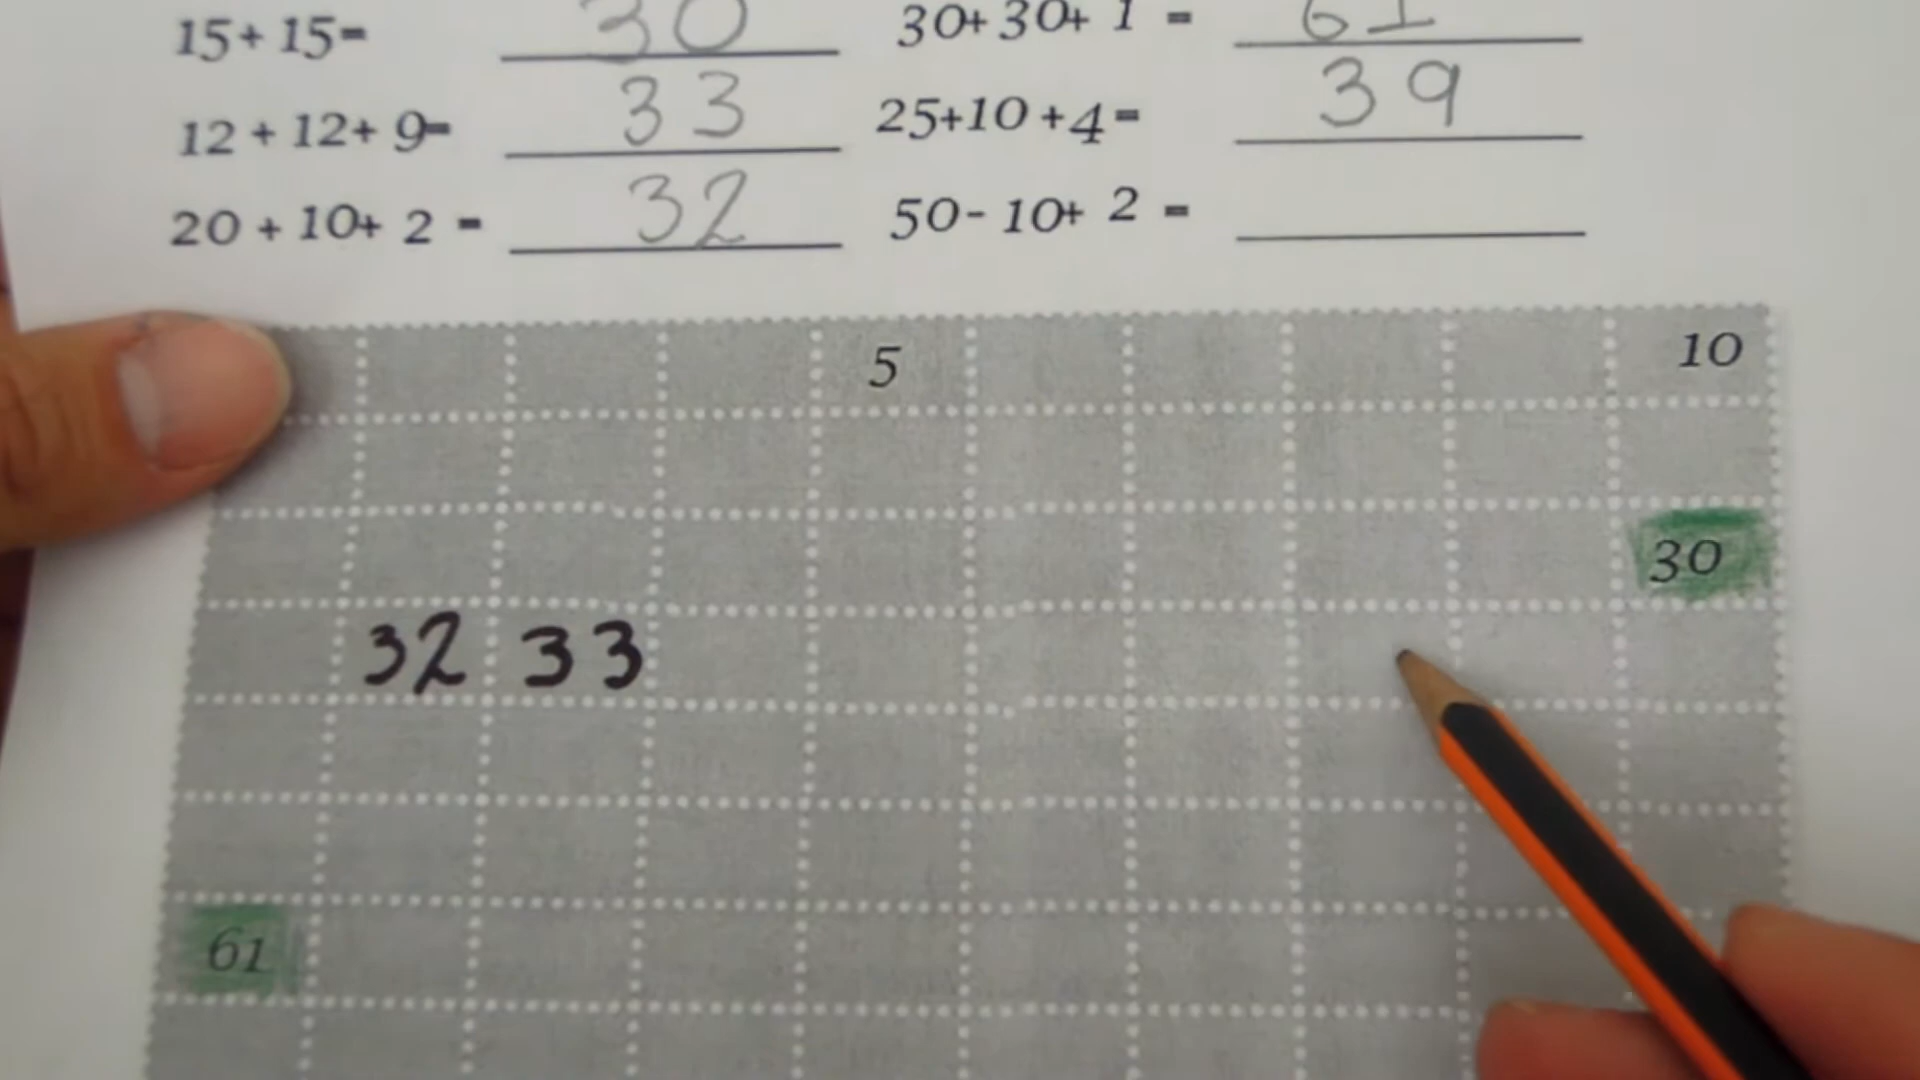 15+ 15= 30 30+30+ 1 = 61
12 + 12+ 9= 33 25+10 +4= 39
20 + 10+ 2 = 32 50- 10+ 2 =
5 10
30
32 33
61